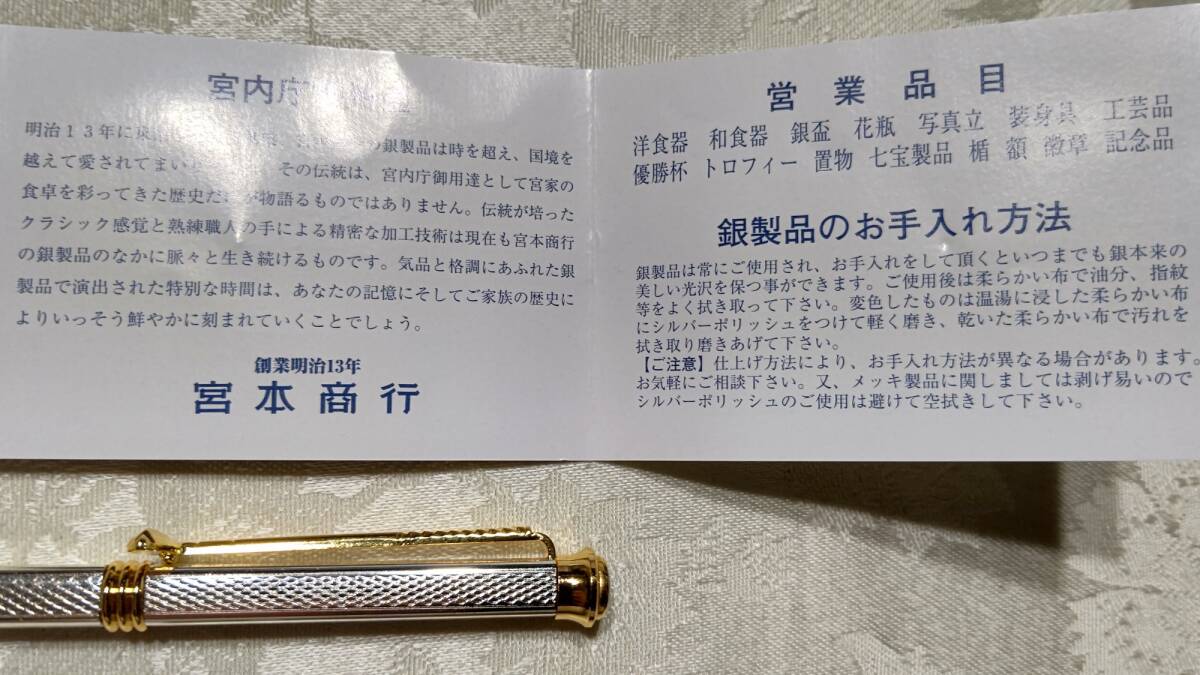 宮内庁
明治１３年に の銀製品は時を超え、国境を
越えて愛されてまい その伝統は、宮内庁御用達として宮家の
食卓を彩ってきた歴史だ が物語るものではありません。伝統が培った
クラシック感覚と熟練職人の手による精密な加工技術は現在も宮本商行
の銀製品のなかに脈々と生き続けるものです。気品と格調にあふれた銀
製品で演出された特別な時間は、あなたの記憶にそしてご家族の歴史に
よりいっそう鮮やかに刻まれていくことでしょう。
創業明治13年
宮本商行
営業品目
洋食器 和食器 銀盃 花瓶 写真立 装身具 工芸品
優勝杯 トロフィー 置物 七宝製品 楯 額 徽章 記念品
銀製品のお手入れ方法
銀製品は常にご使用され、お手入れをして頂くといつまでも銀本来の
美しい光沢を保つ事ができます。ご使用後は柔らかい布で油分、指紋
等をよく拭き取って下さい。変色したものは温湯に浸した柔らかい布
にシルバーポリッシュをつけて軽く磨き、乾いた柔らかい布で汚れを
拭き取り磨きあげて下さい。
【ご注意】仕上げ方法により、お手入れ方法が異なる場合があります。
お気軽にご相談下さい。又、メッキ製品に関しましては剥げ易いので
シルバーポリッシュのご使用は避けて空拭きして下さい。